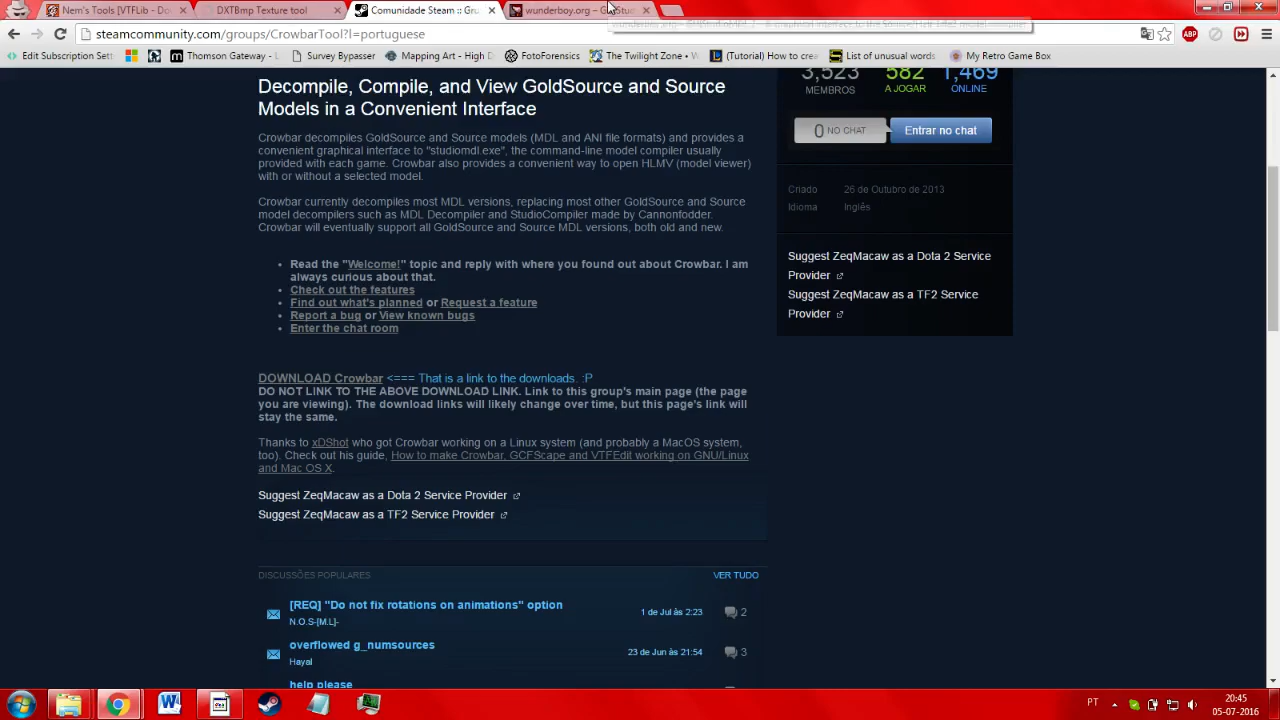 Nem's Tools [VTFLib - Do
DXTBmp Texture tool
Comunidade Steam :: Gru
wunderboy.org – GUIStu
steamcommunity.com/groups/CrowbarTool?l=portuguese
ABP
Edit Subscription Sett
Thomson Gateway -
Survey Bypasser
Mapping Art - High D
FotoForensics
The Twilight Zone •
(Tutorial) How to cre
List of unusual words
My Retro Game Box
Decompile, Compile, and View GoldSource and Source
Models in a Convenient Interface
Crowbar decompiles GoldSource and Source models (MDL and ANI file formats) and provides a
convenient graphical interface to "studiomdl.exe", the command-line model compiler usually
provided with each game. Crowbar also provides a convenient way to open HLMV (model viewer)
with or without a selected model.
Crowbar currently decompiles most MDL versions, replacing most other GoldSource and Source
model decompilers such as MDL Decompiler and StudioCompiler made by Cannonfodder.
Crowbar will eventually support all GoldSource and Source MDL versions, both old and new.
• Read the "Welcome!" topic and reply with where you found out about Crowbar. I am
always curious about that.
• Check out the features
• Find out what's planned or Request a feature
• Report a bug or View known bugs
• Enter the chat room
DOWNLOAD Crowbar <=== That is a link to the downloads. :P
DO NOT LINK TO THE ABOVE DOWNLOAD LINK. Link to this group's main page (the page
you are viewing). The download links will likely change over time, but this page's link will
stay the same.
Thanks to xDShot who got Crowbar working on a Linux system (and probably a MacOS system,
too). Check out his guide, How to make Crowbar, GCFScape and VTFEdit working on GNU/Linux
and Mac OS X.
Suggest ZeqMacaw as a Dota 2 Service Provider
Suggest ZeqMacaw as a TF2 Service Provider
DISCUSSÕES POPULARES
VER TUDO
[REQ] "Do not fix rotations on animations" option
N.O.S-[M.L]-
1 de Jul às 2:23
2
overflowed g_numsources
Hayal
23 de Jun às 21:54
3
help please
3,523
582
1,469
MEMBROS
A JOGAR
ONLINE
0 NO CHAT
Entrar no chat
Criado
26 de Outubro de 2013
Idioma
Inglês
Suggest ZeqMacaw as a Dota 2 Service
Provider
Suggest ZeqMacaw as a TF2 Service
Provider
PT
20:45
05-07-2016